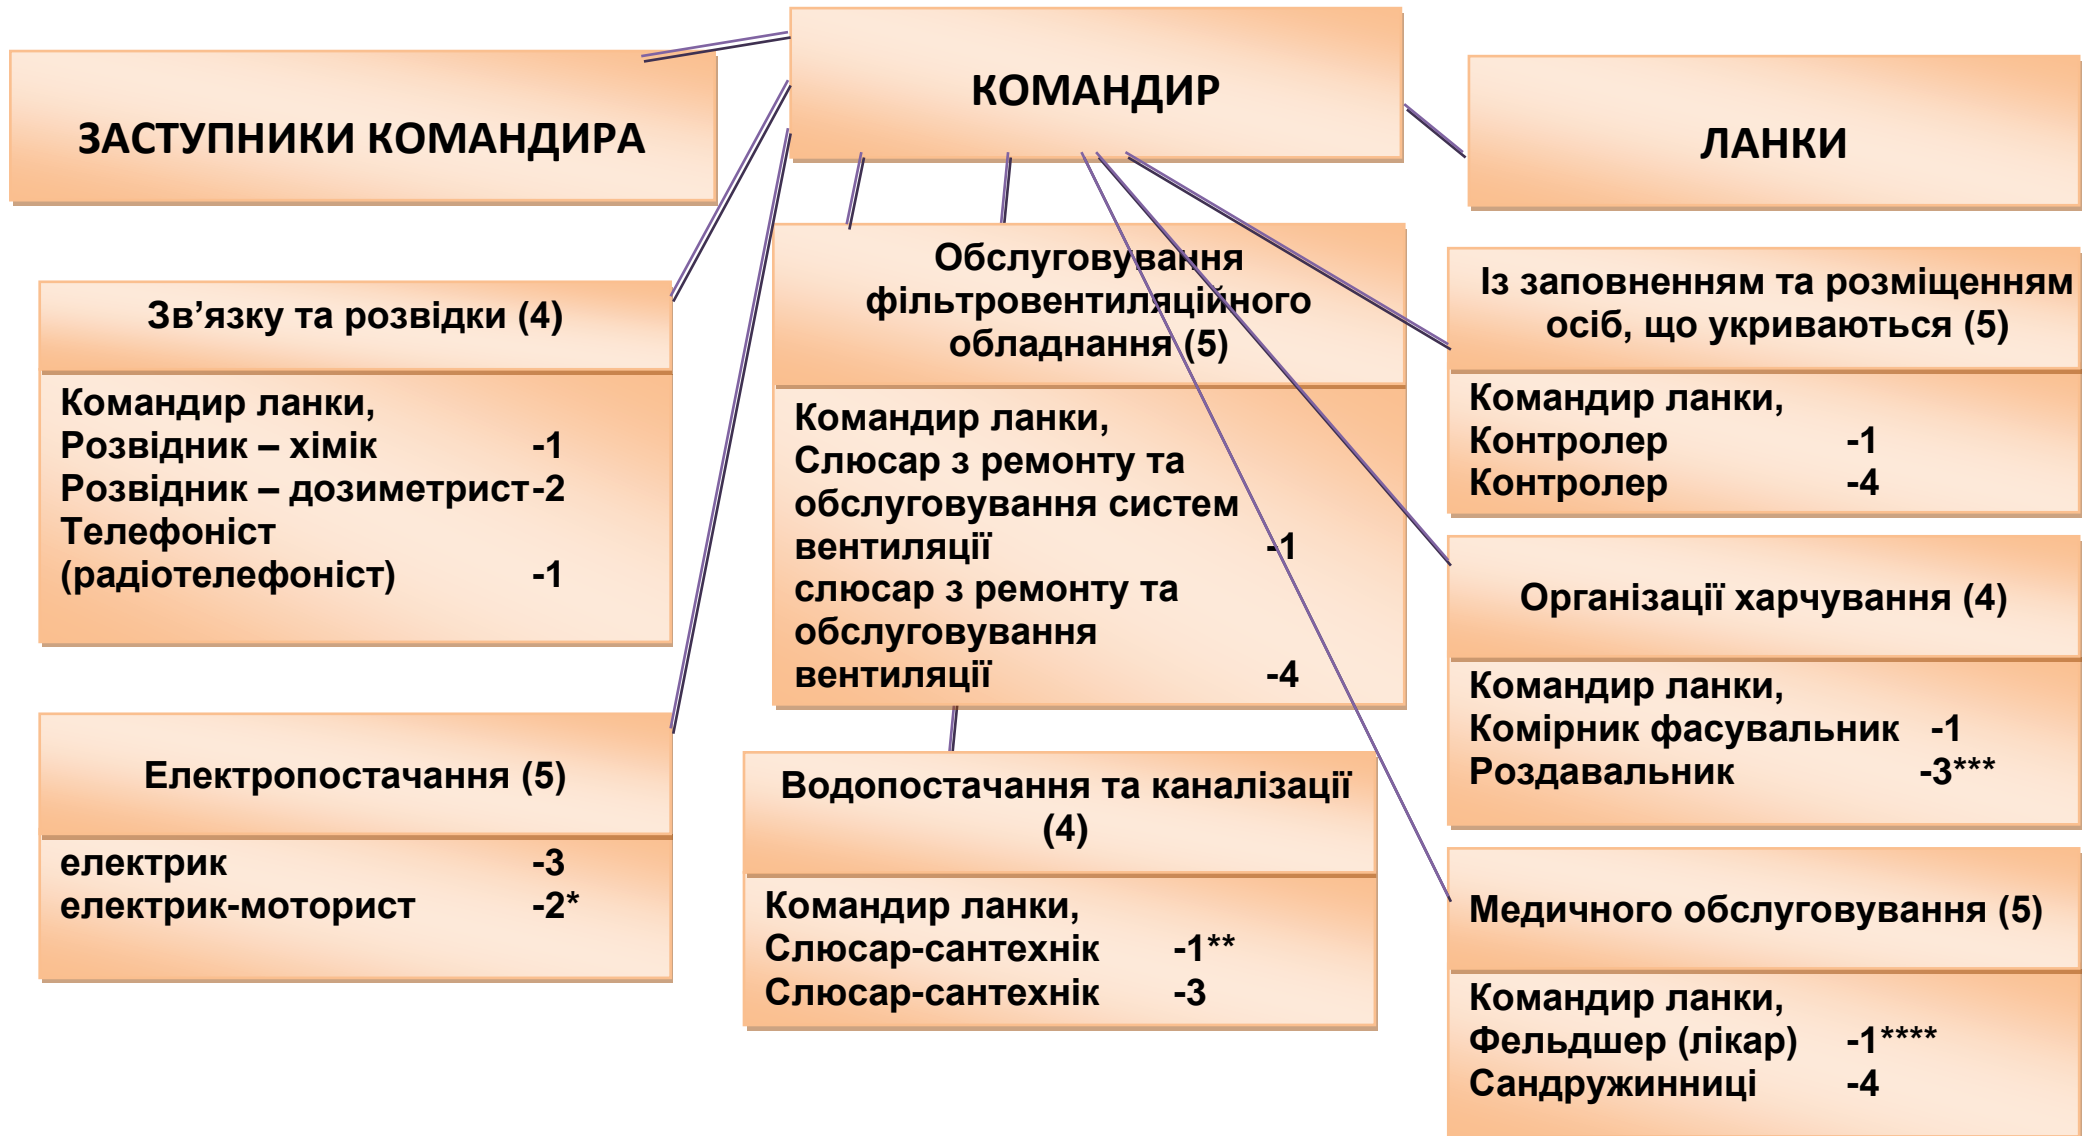 ЗАСТУПНИКИ КОМАНДИРА
КОМАНДИР
ЛАНКИ
Зв’язку та розвідки (4)
Командир ланки,
Розвідник – хімік -1
Розвідник – дозиметрист -2
Телефоніст
(радіотелефоніст) -1
Електропостачання (5)
електрик -3
електрик-моторист -2*
Обслуговування
фільтровентиляційного
обладнання (5)
Командир ланки,
Слюсар з ремонту та
обслуговування систем
вентиляції -1
слюсар з ремонту та
обслуговування
вентиляції -4
Водопостачання та каналізації
(4)
Командир ланки,
Слюсар-сантехнік -1**
Слюсар-сантехнік -3
Із заповненням та розміщенням
осіб, що укриваються (5)
Командир ланки,
Контролер -1
Контролер -4
Організації харчування (4)
Командир ланки,
Комірник фасувальник -1
Роздавальник -3***
Медичного обслуговування (5)
Командир ланки,
Фельдшер (лікар) -1****
Сандружинниці -4